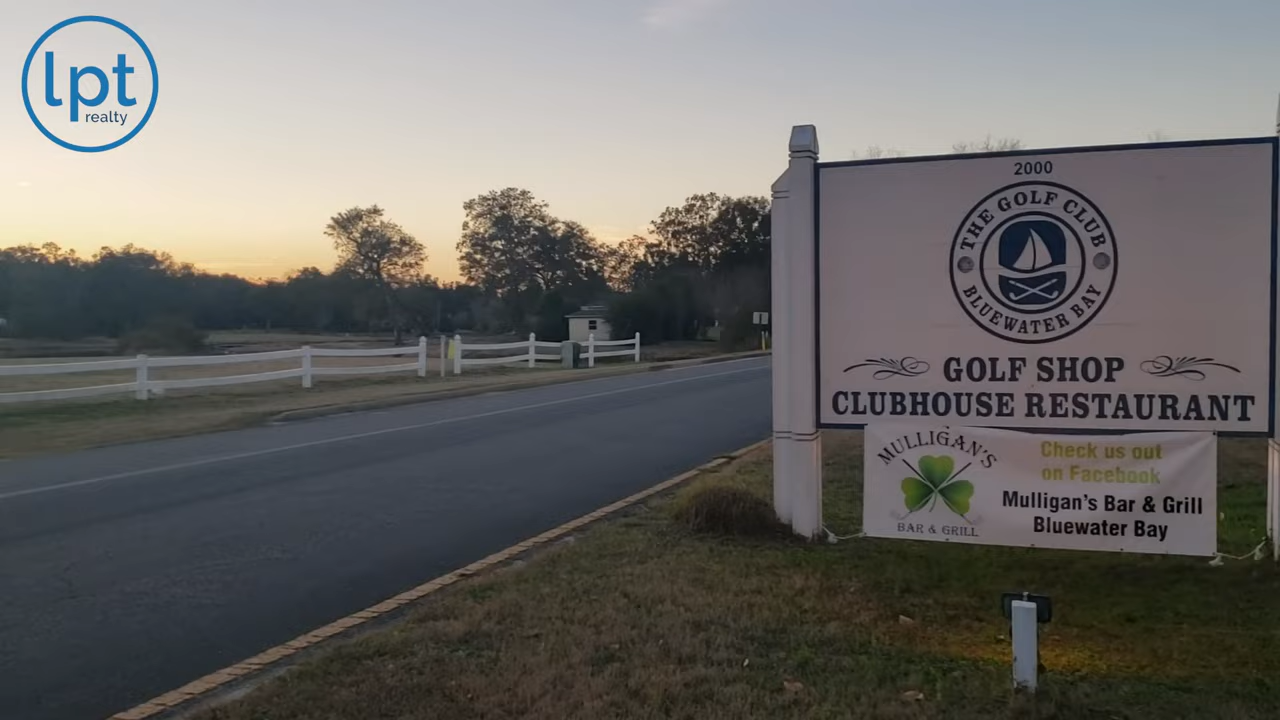 lpt
realty
2000
THE GOLF CLUB
BLUEWATER BAY
GOLF SHOP
CLUBHOUSE RESTAURANT
MULLIGAN'S
BAR & GRILL
Check us out
on Facebook
Mulligan's Bar & Grill
Bluewater Bay